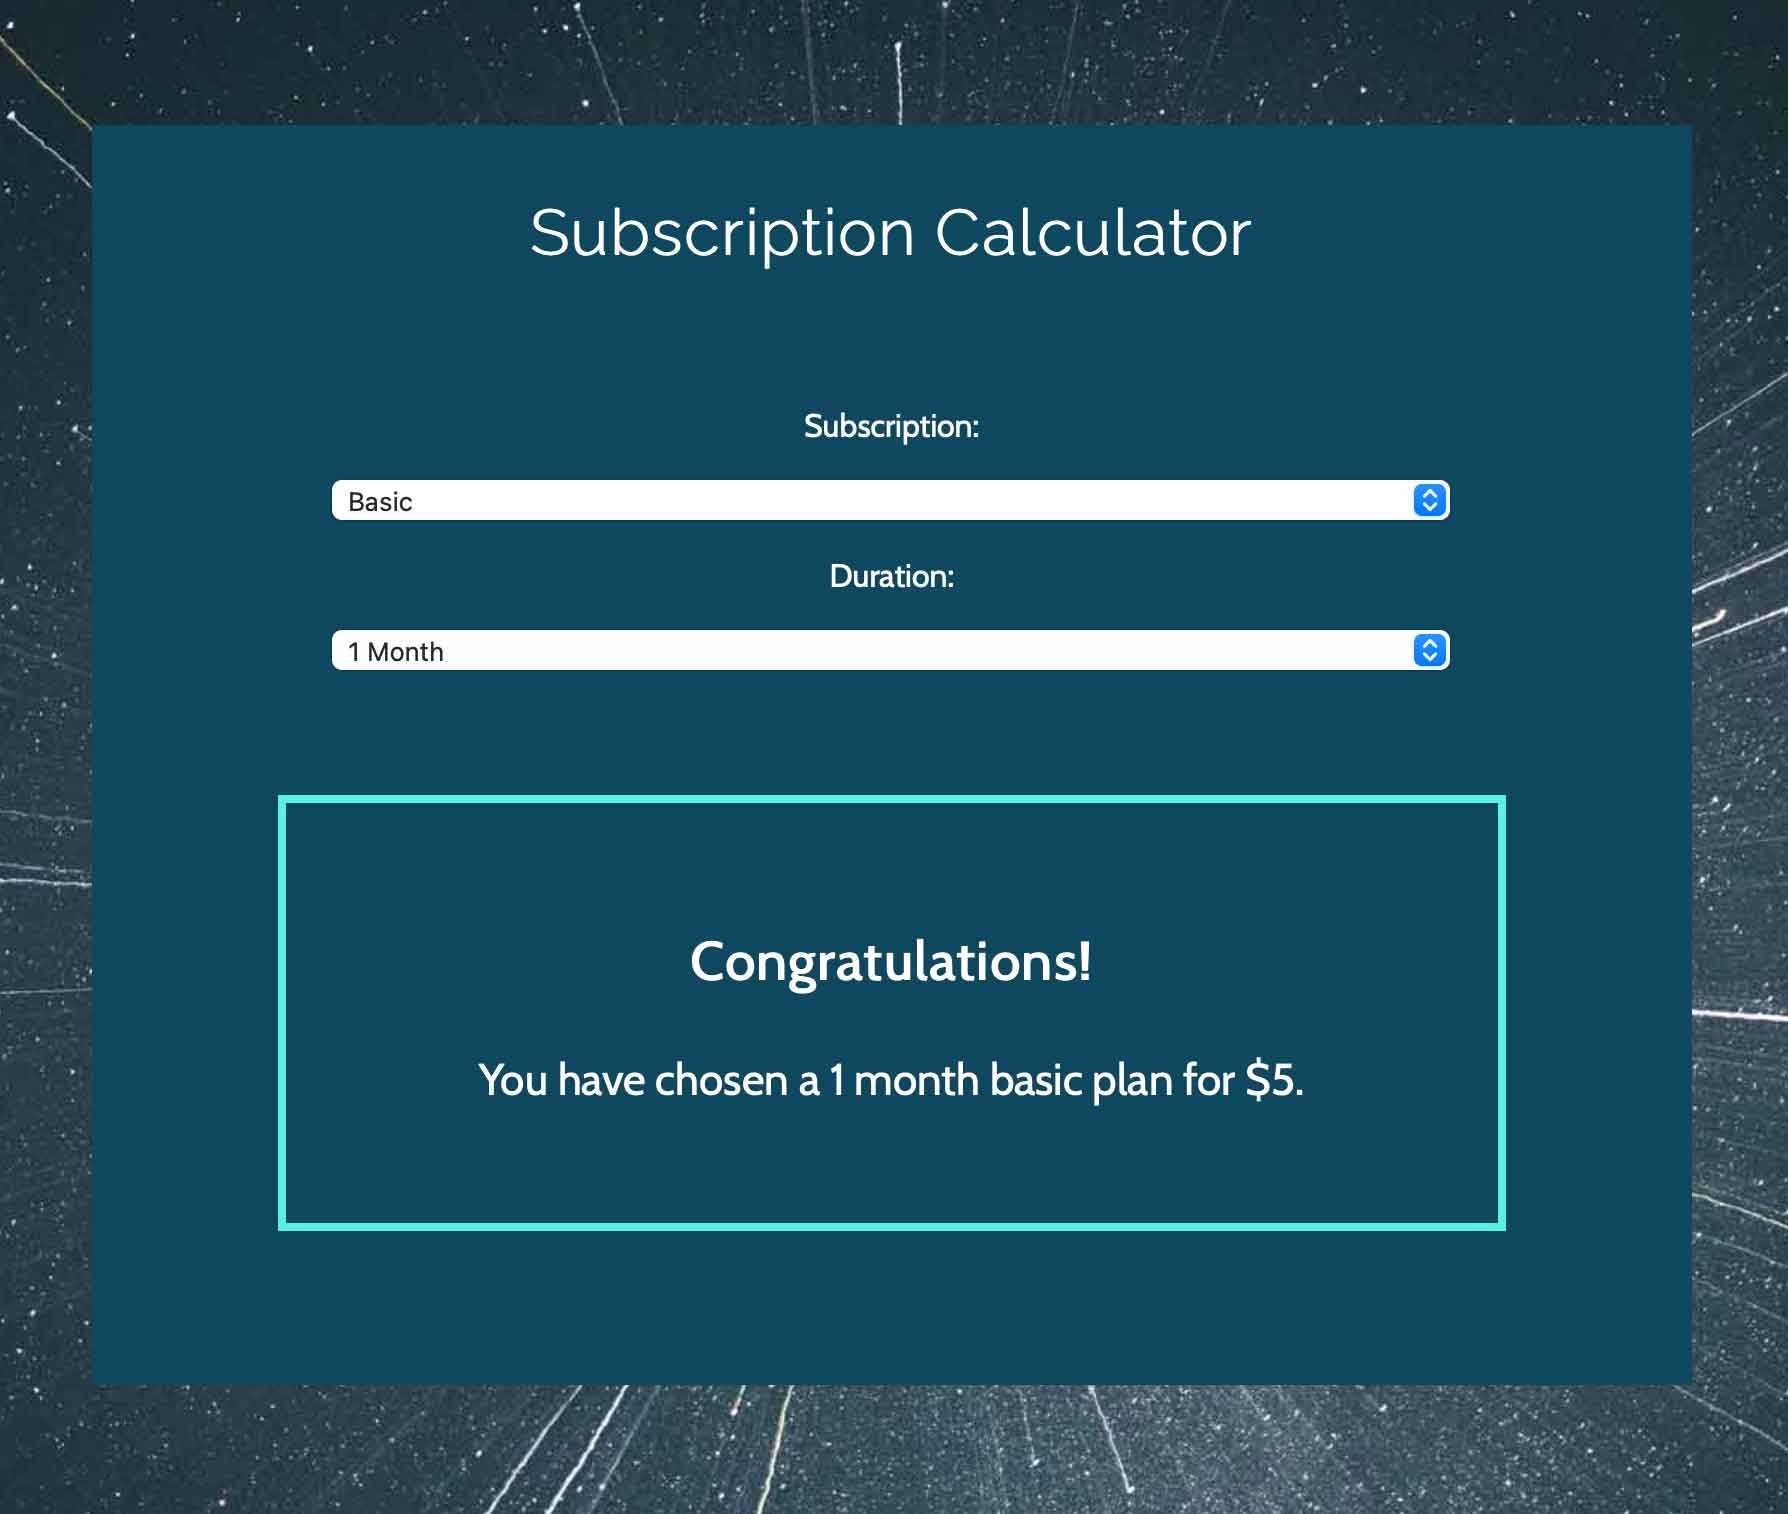 Subscription Calculator
Subscription:
Basic
Duration:
1 Month
Congratulations!
You have chosen a 1 month basic plan for $5.